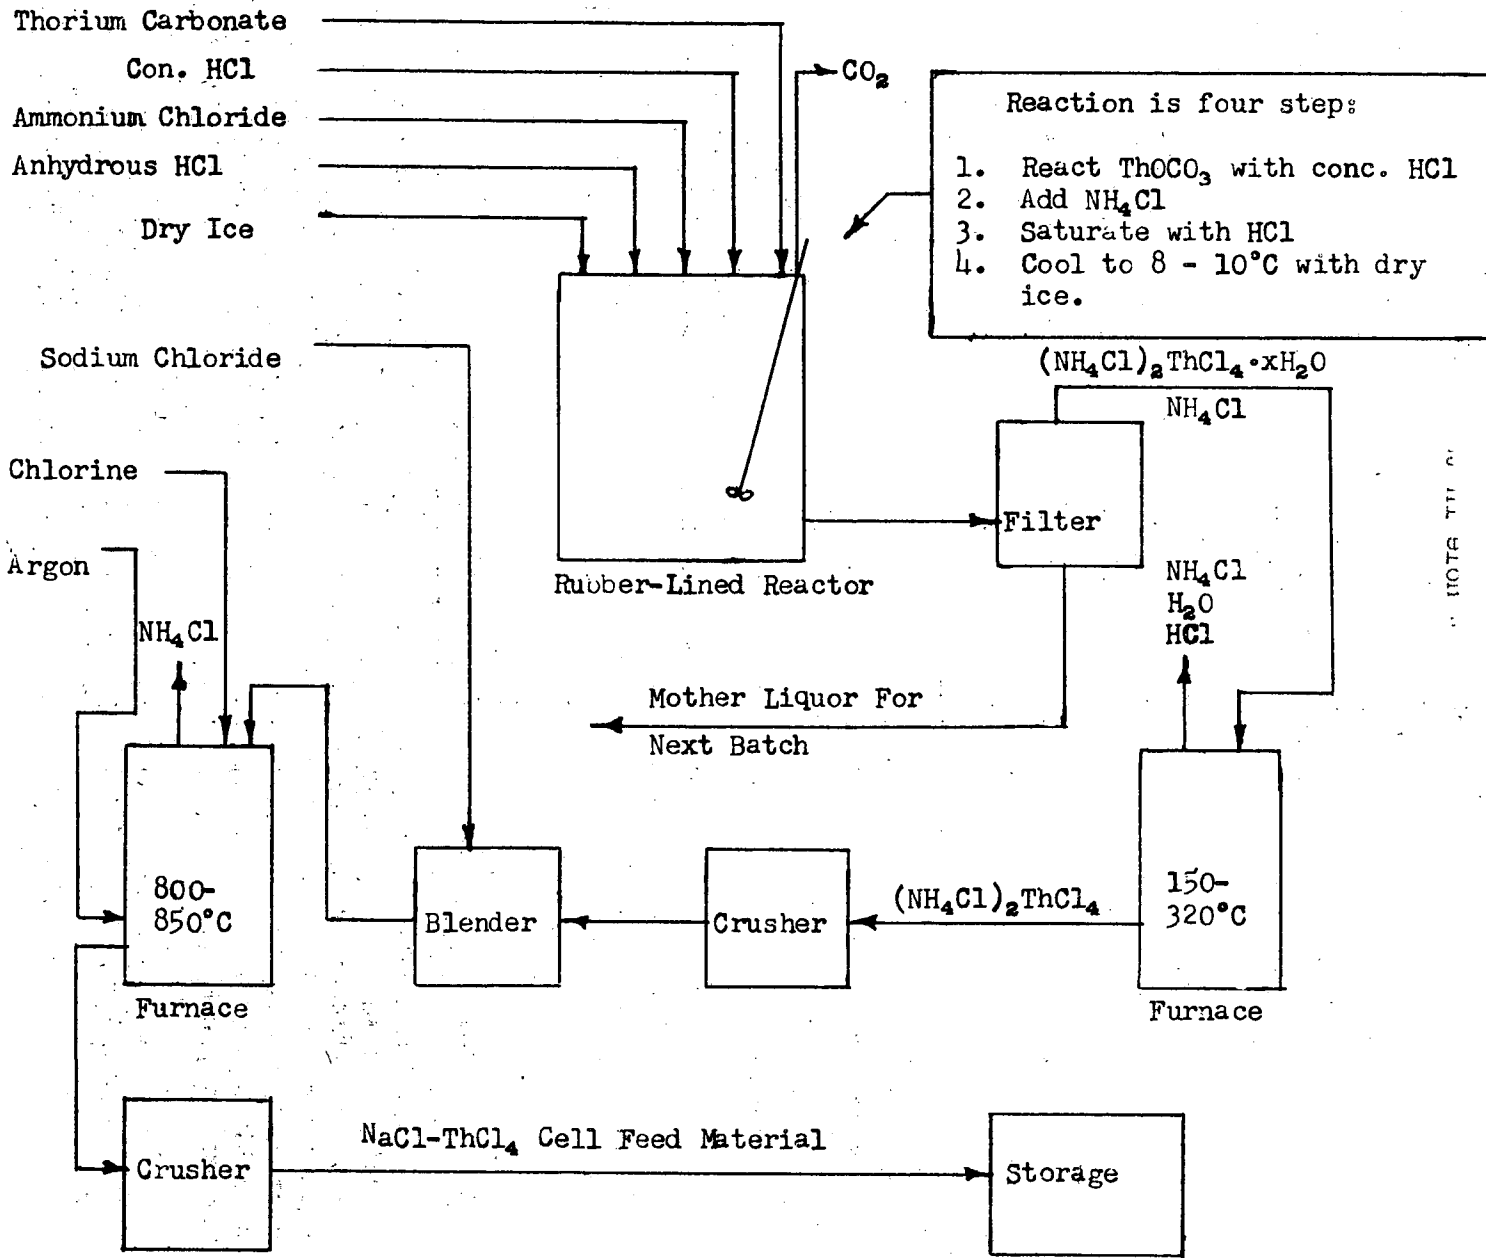 Thorium Carbonate
Con. HCl
CO₂
Ammonium Chloride
Anhydrous HCl
Dry Ice
Reaction is four step:
1. React ThOCO₃ with conc. HCl
2. Add NH₄Cl
3. Saturate with HCl
4. Cool to 8 - 10°C with dry
ice.
Sodium Chloride
(NH₄Cl)₂ThCl₄·xH₂O
NH₄Cl
Chlorine
Filter
Argon
Rubber-Lined Reactor
NH₄Cl
H₂O
HCl
NH₄Cl
Mother Liquor For
Next Batch
800-
850°C
Furnace
Blender
Crusher
(NH₄Cl)₂ThCl₄
150-
320°C
Furnace
NaCl-ThCl₄ Cell Feed Material
Crusher
Storage